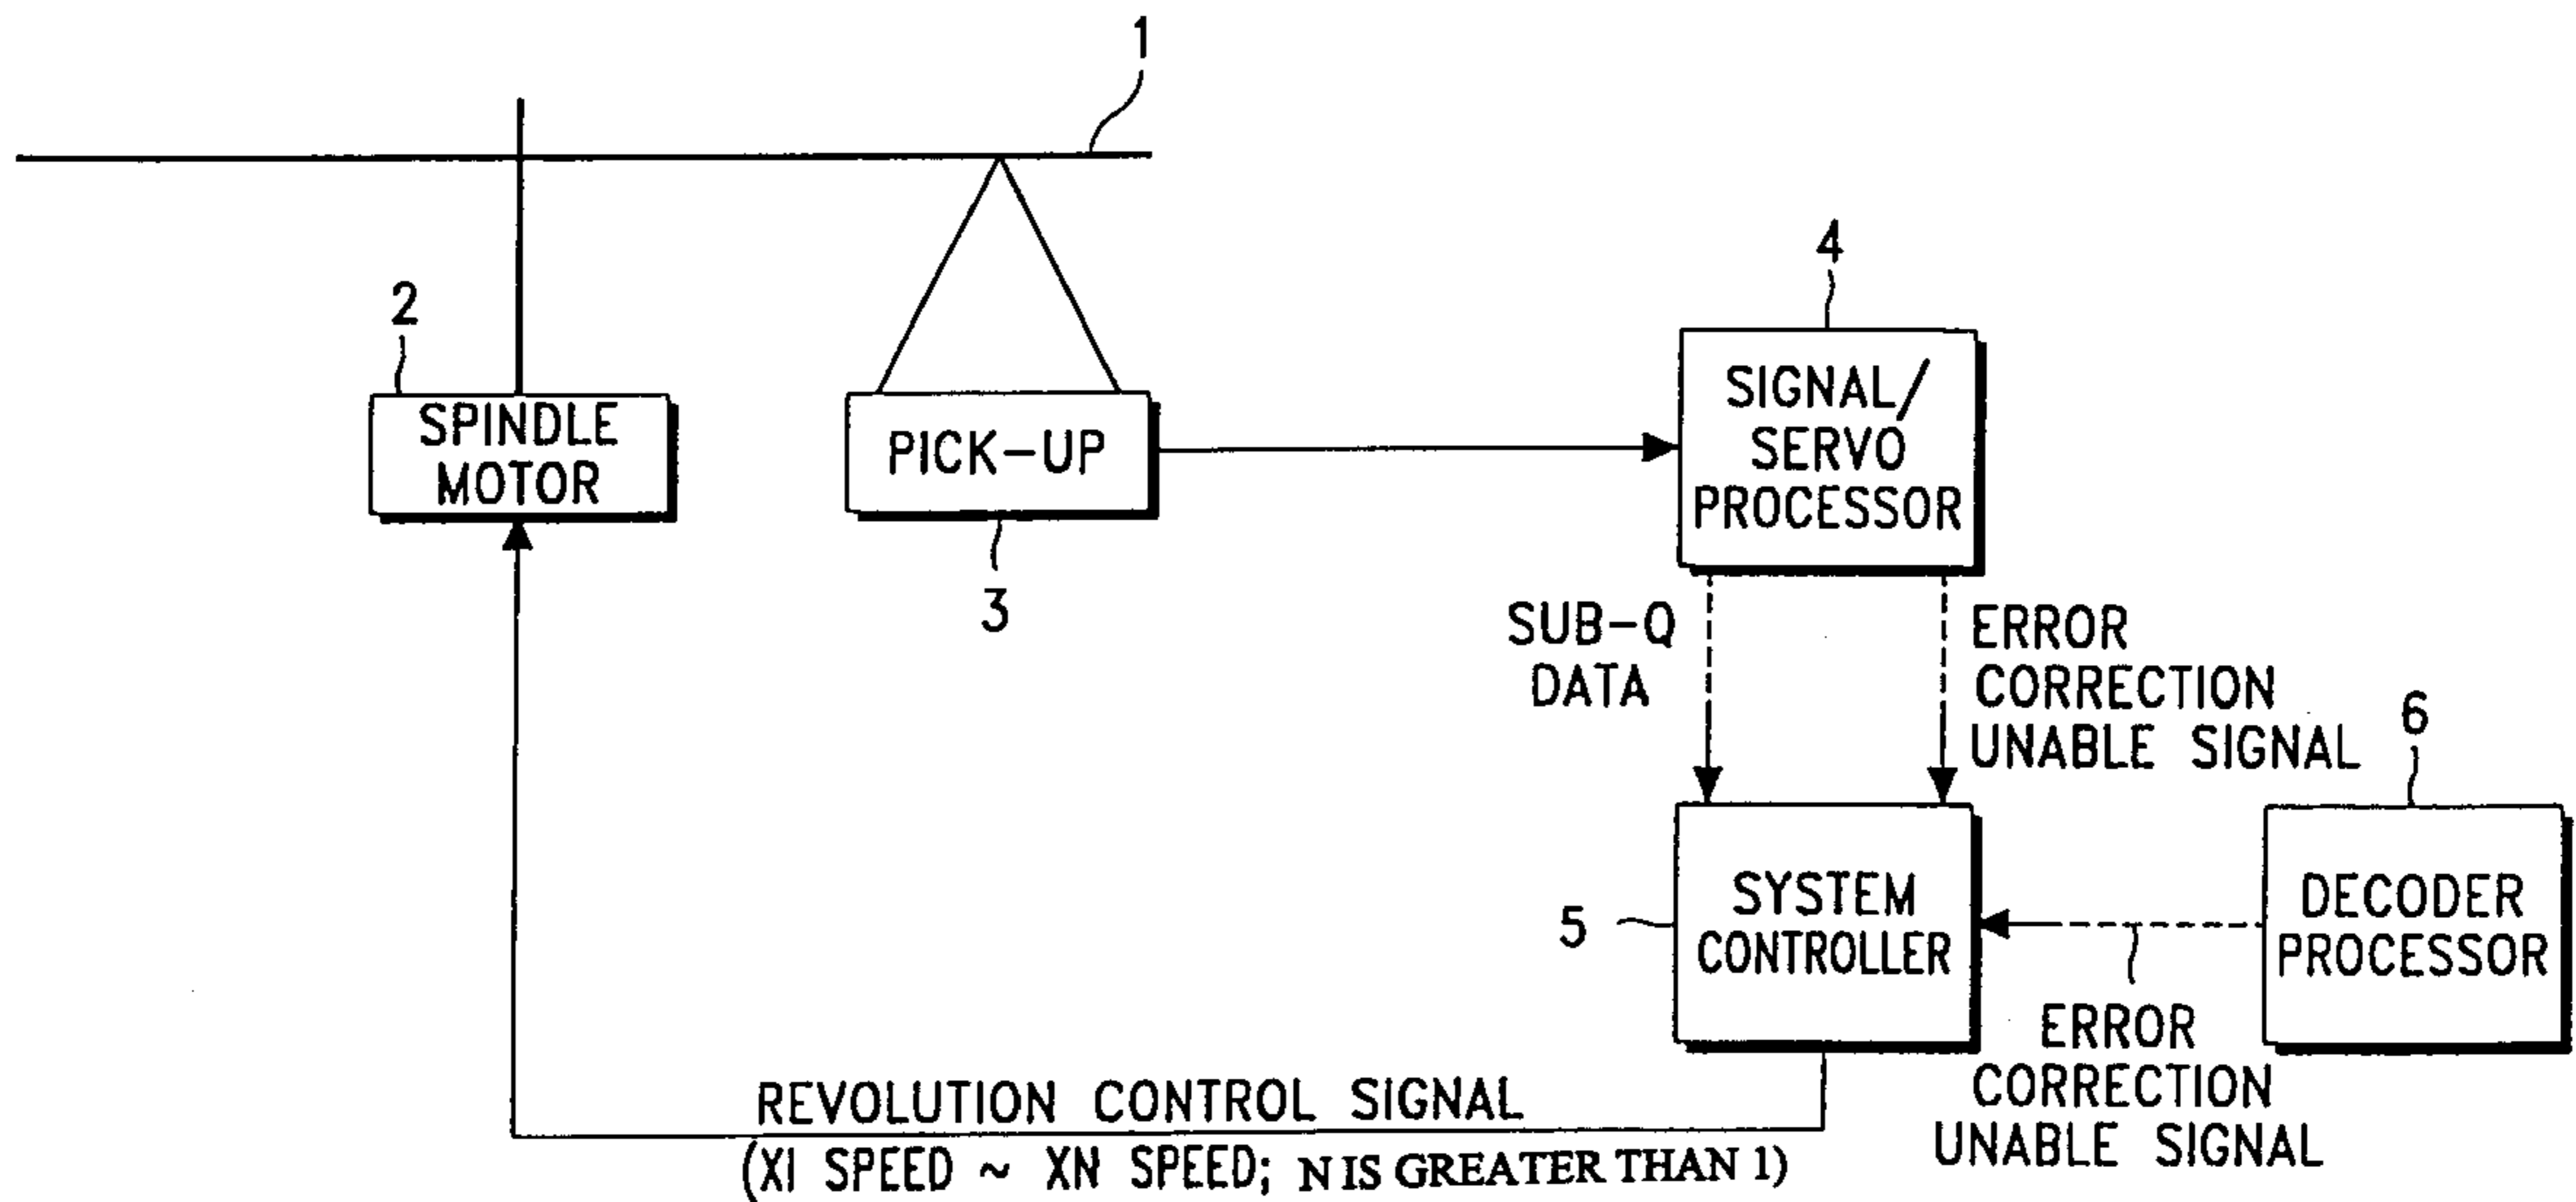 1
2
SPINDLE
MOTOR
PICK-UP
3
4
SIGNAL/
SERVO
PROCESSOR
SUB-Q
DATA
ERROR
CORRECTION
UNABLE SIGNAL
5
SYSTEM
CONTROLLER
6
DECODER
PROCESSOR
ERROR
CORRECTION
UNABLE SIGNAL
REVOLUTION CONTROL SIGNAL
(XI SPEED ~ XN SPEED; N IS GREATER THAN 1)